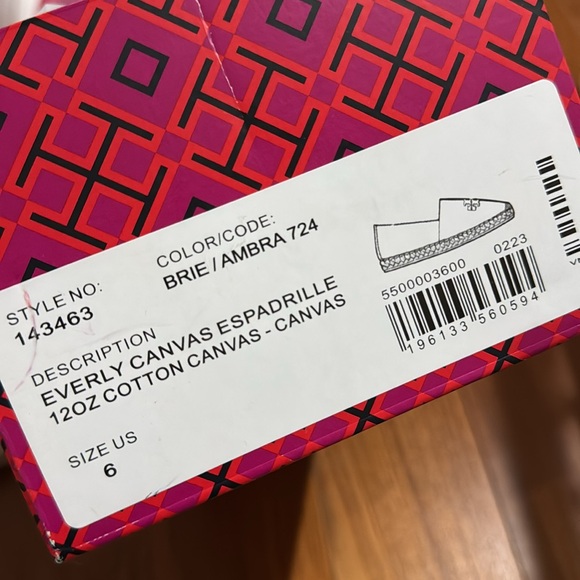 STYLE NO:
143463
COLOR/CODE:
BRIE / AMBRA 724
DESCRIPTION
EVERLY CANVAS ESPADRILLE
12OZ COTTON CANVAS - CANVAS
SIZE US
6
5500003600 0223
196133 560594